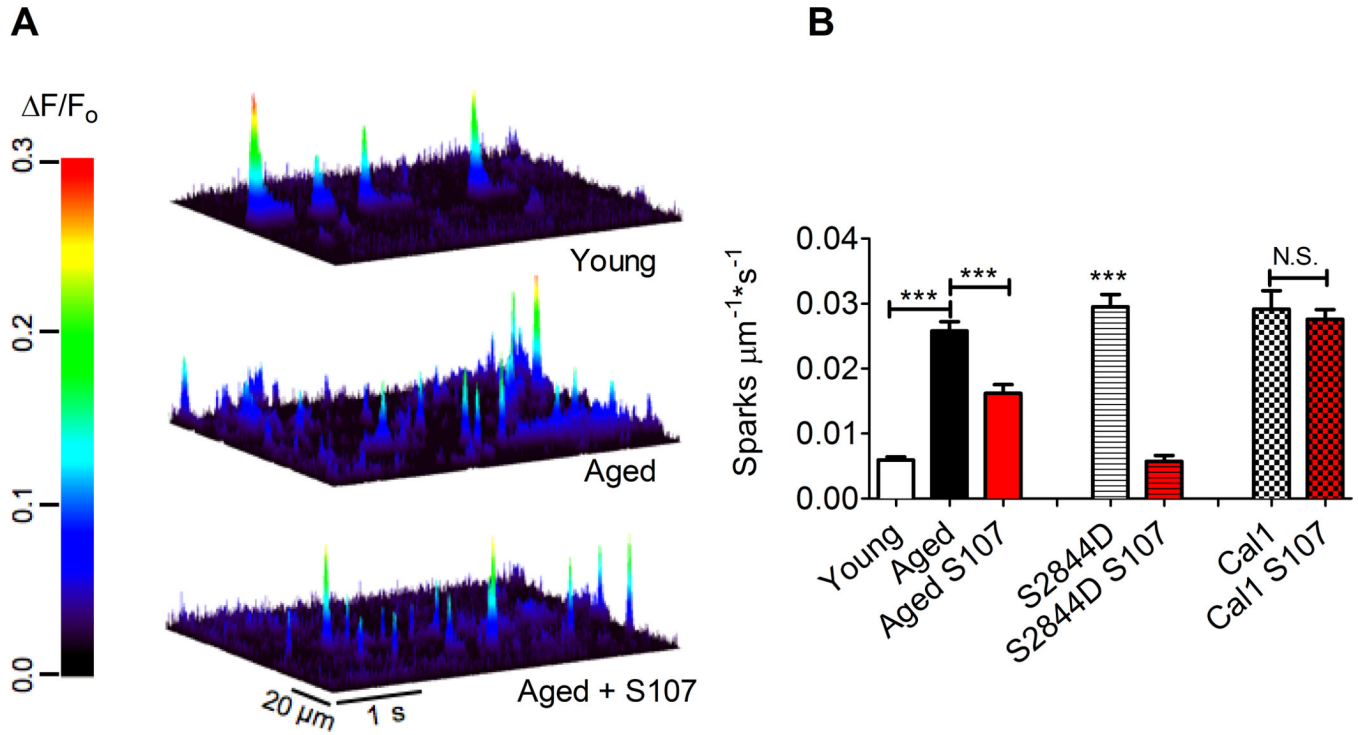 A
ΔF/Fo
0.3
0.2
0.1
0.0
Young
Aged
Aged + S107
20 μm
1 s
B
Sparks μm-1*s-1
0.04
0.03
0.02
0.01
0.00
***
***
***
N.S.
Young
Aged
Aged S107
S2844D
S2844D S107
Cal1
Cal1 S107